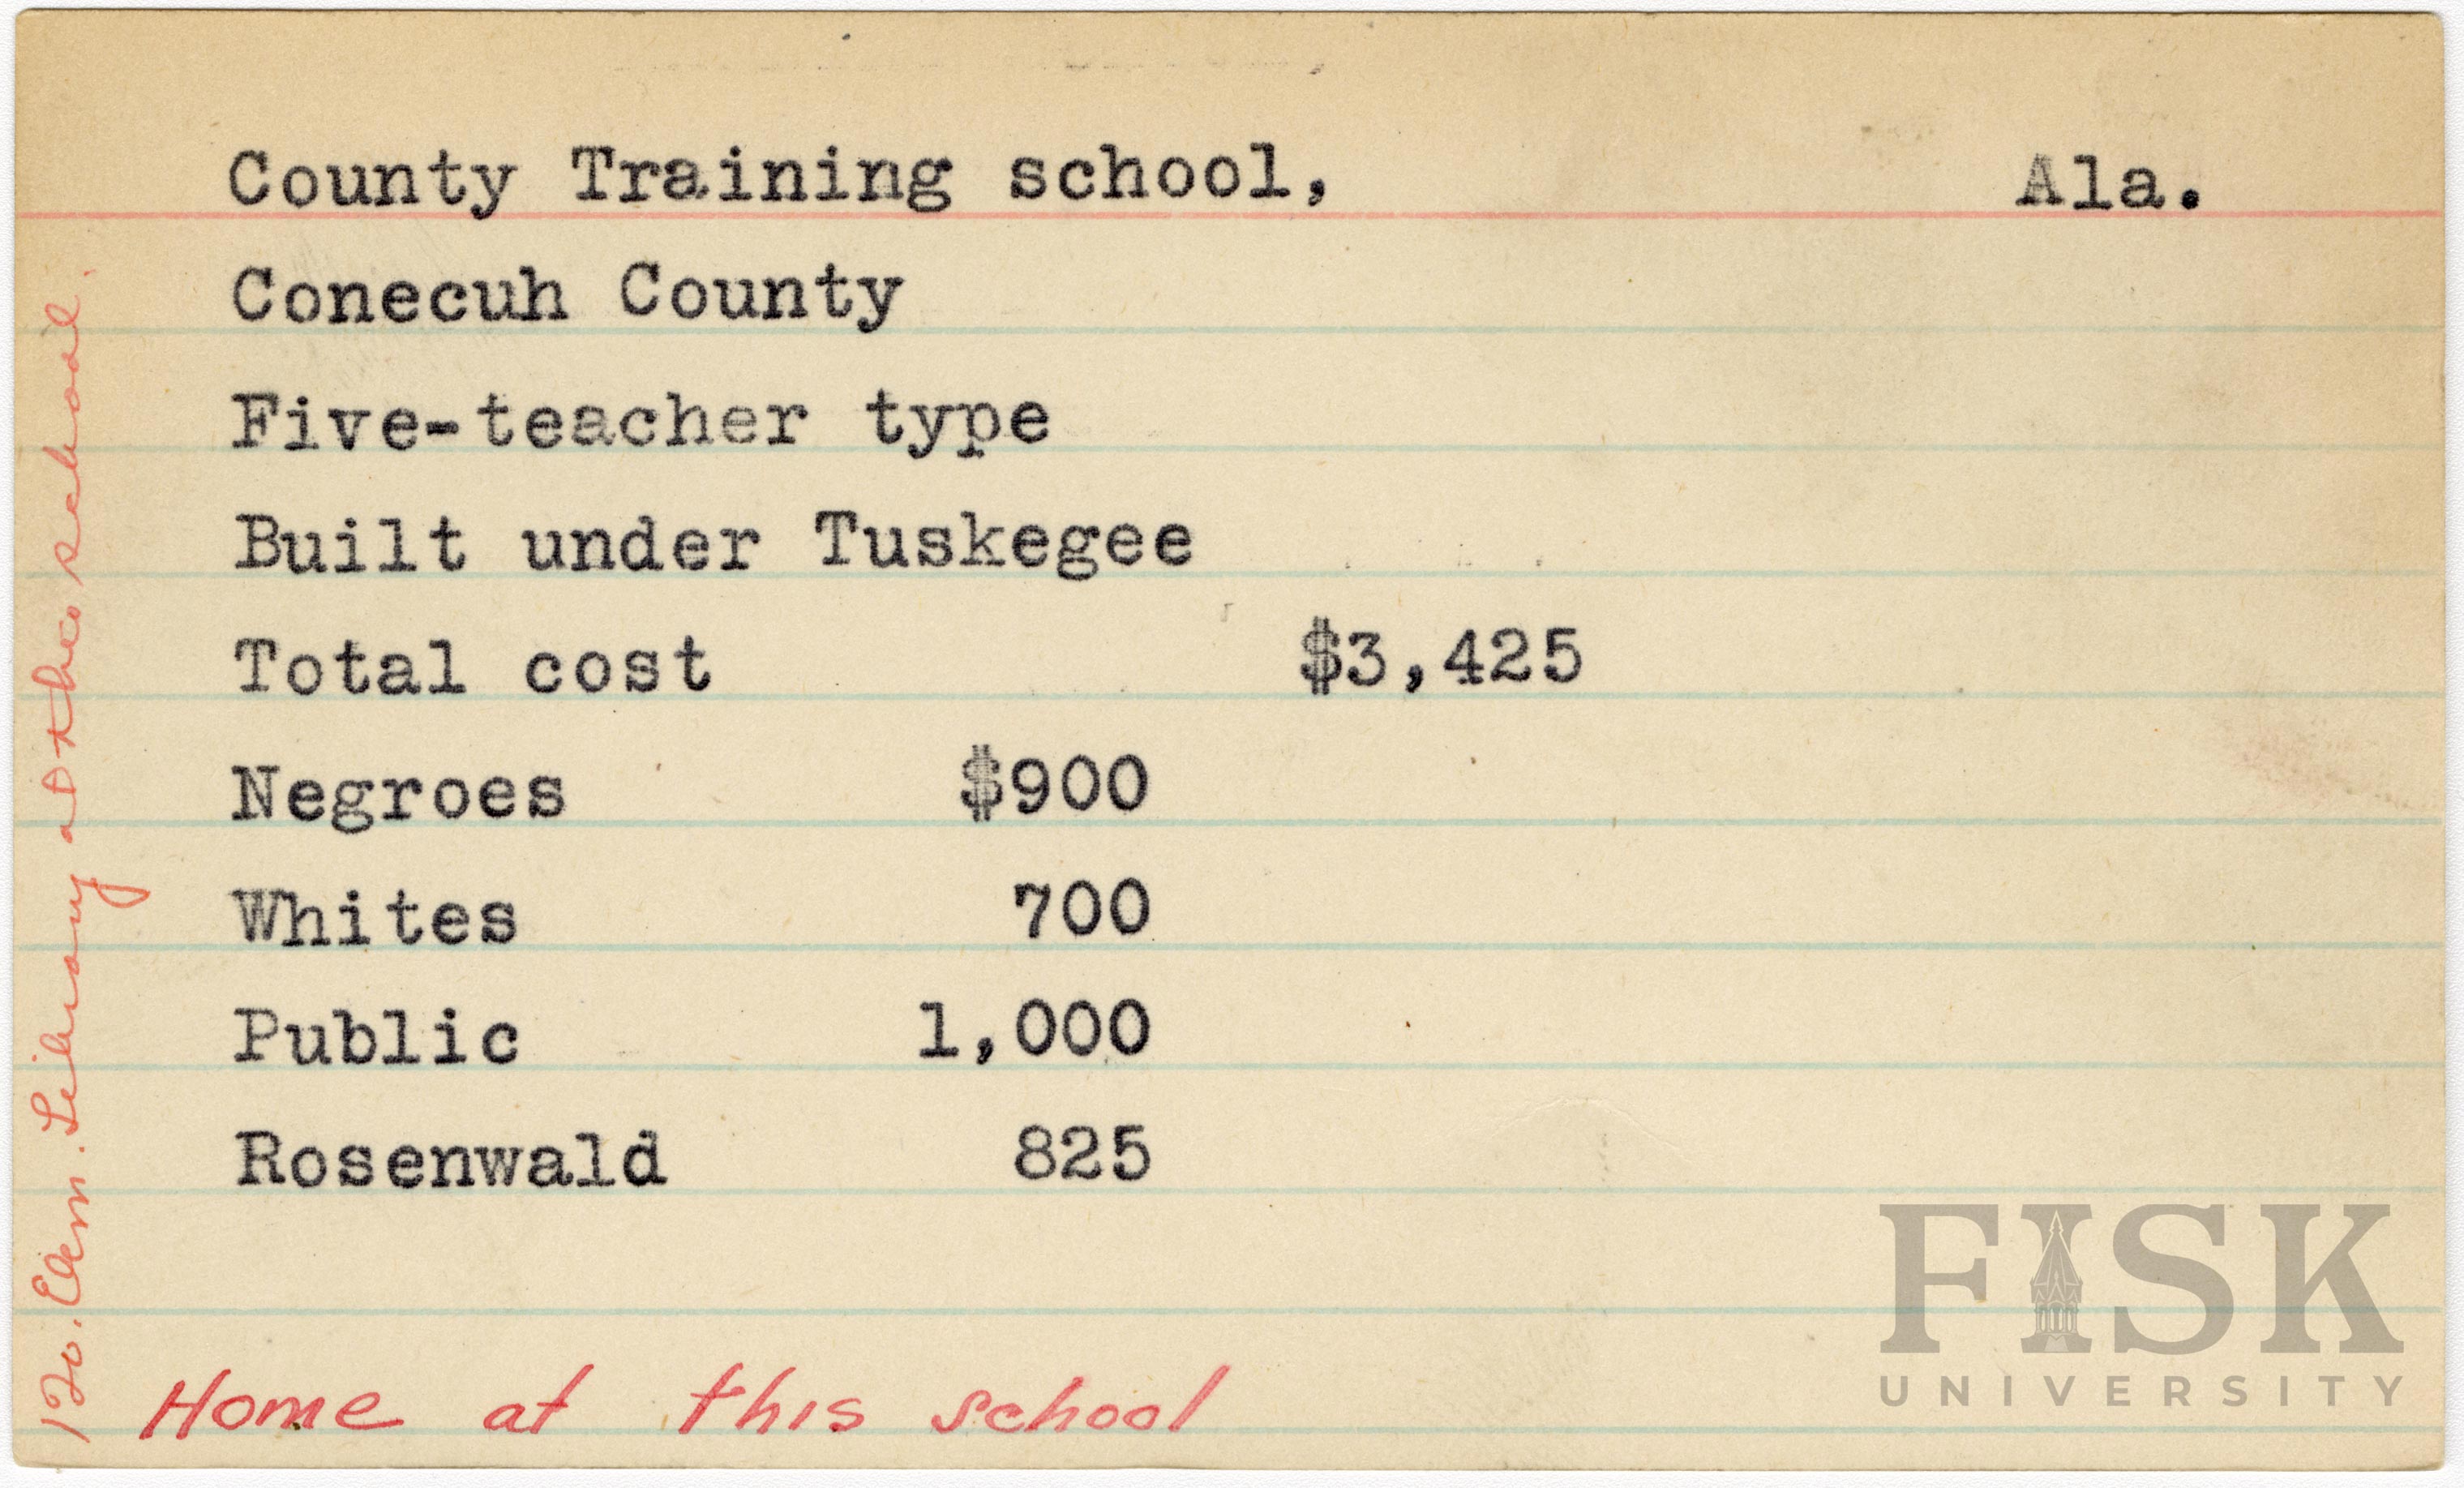 County Training school, Ala.
Conecuh County
Five-teacher type
Built under Tuskegee
Total cost $3,425
Negroes $900
Whites 700
Public 1,000
Rosenwald 825
Home at this school
120. Elem. Library at the school.
FISK
UNIVERSITY